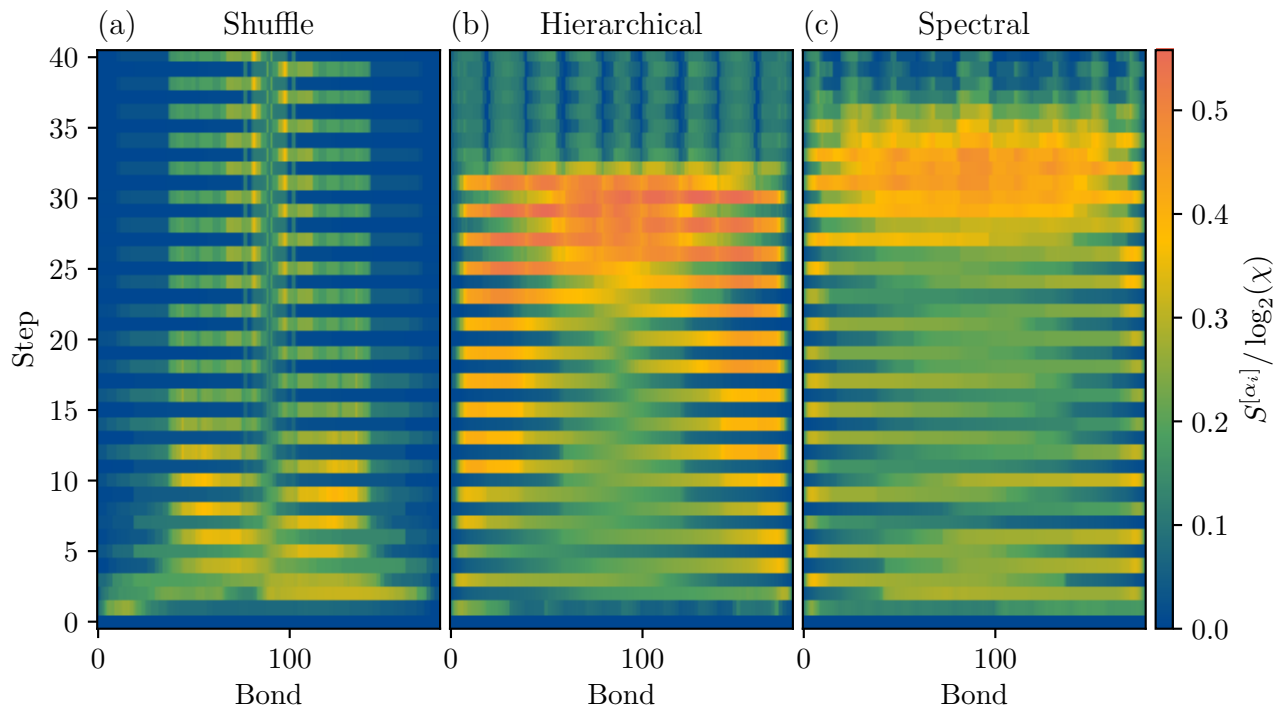 (a) Shuffle
(b) Hierarchical
(c) Spectral
40
35
30
25
20
15
10
5
0
Step
0 100
0 100
0 100
Bond
Bond
Bond
0.5
0.4
0.3
0.2
0.1
0.0
S^{[α_i]} / log_2(χ)